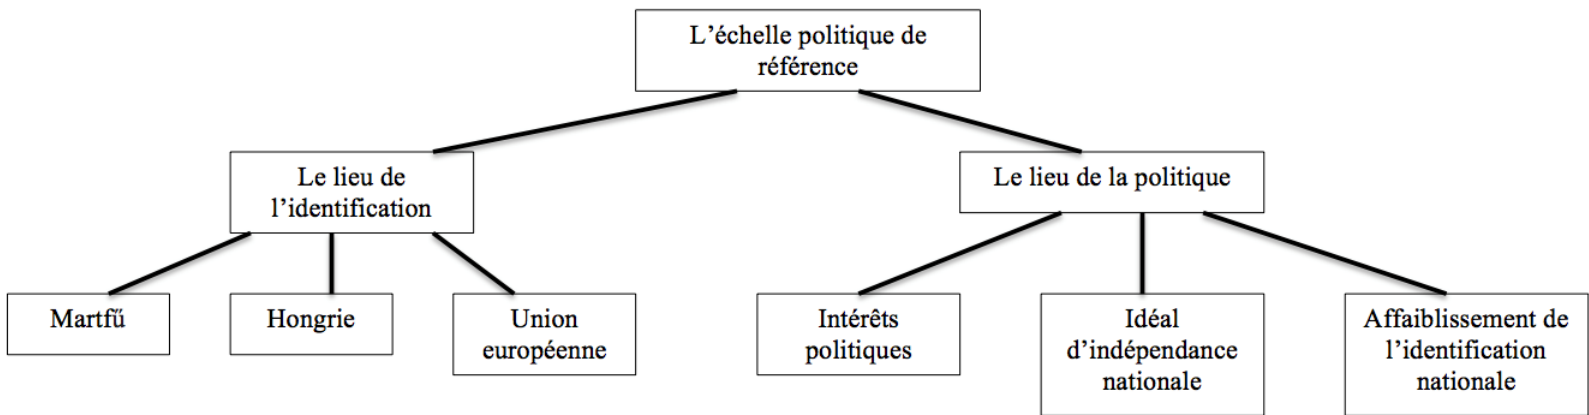 L’échelle politique de
référence
Le lieu de
l’identification
Le lieu de la politique
Martfű
Hongrie
Union
européenne
Intérêts
politiques
Idéal
d’indépendance
nationale
Affaiblissement de
l’identification
nationale